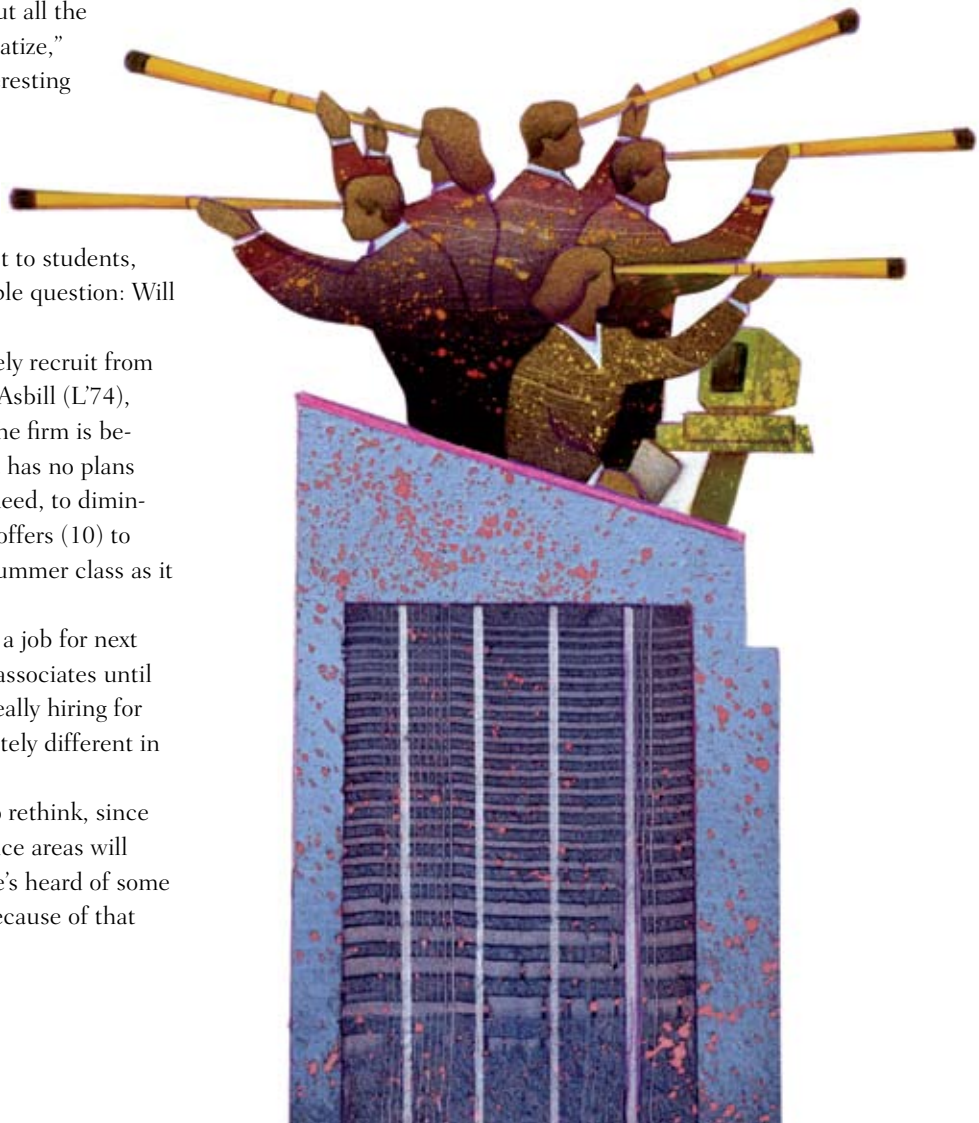 ut all the
atize,”
resting
t to students,
ble question: Will
ely recruit from
Asbill (L’74),
he firm is be-
has no plans
eed, to dimin-
offers (10) to
ummer class as it
a job for next
associates until
eally hiring for
tely different in
o rethink, since
ice areas will
e’s heard of some
ecause of that